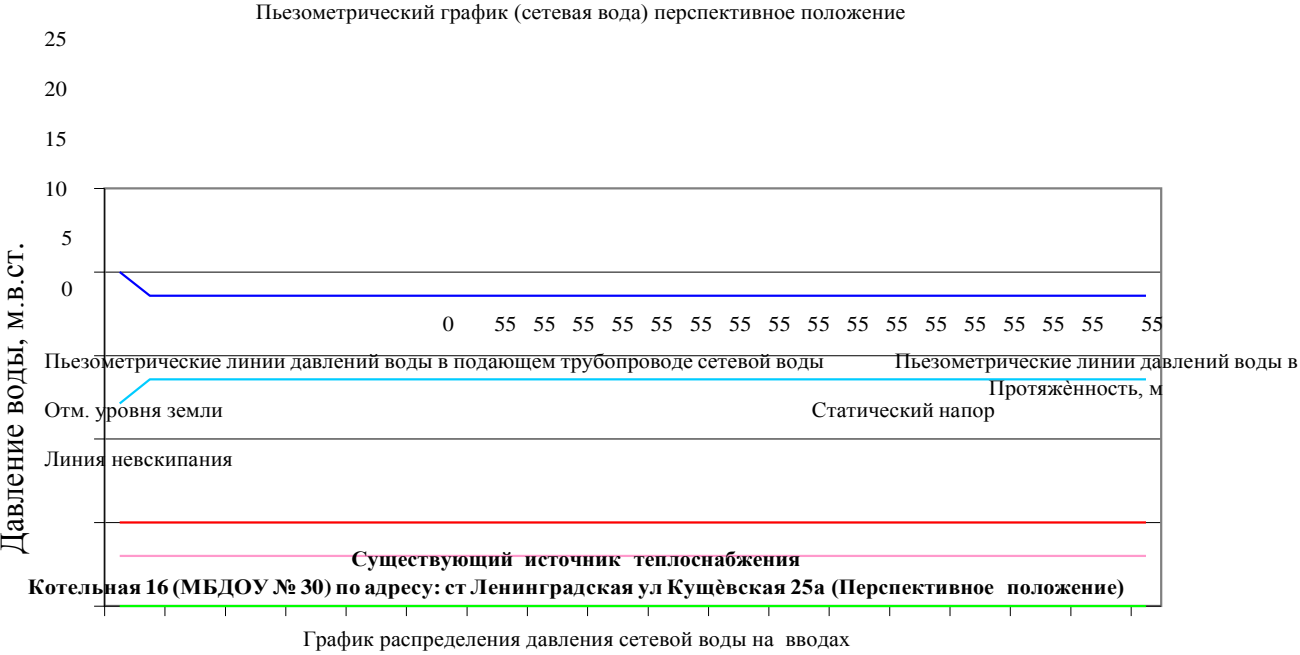 Пьезометрический график (сетевая вода) перспективное положение
25
20
15
10
5
0
Давление воды, м.в.ст.
0 55 55 55 55 55 55 55 55 55 55 55 55 55 55 55 55 55
Пьезометрические линии давлений воды в подающем трубопроводе сетевой воды Пьезометрические линии давлений воды в
Протяжѐнность, м
Отм. уровня земли Статический напор
Линия невскипания
Существующий источник теплоснабжения
Котельная 16 (МБДОУ № 30) по адресу: ст Ленинградская ул Кущѐвская 25а (Перспективное положение)
График распределения давления сетевой воды на вводах